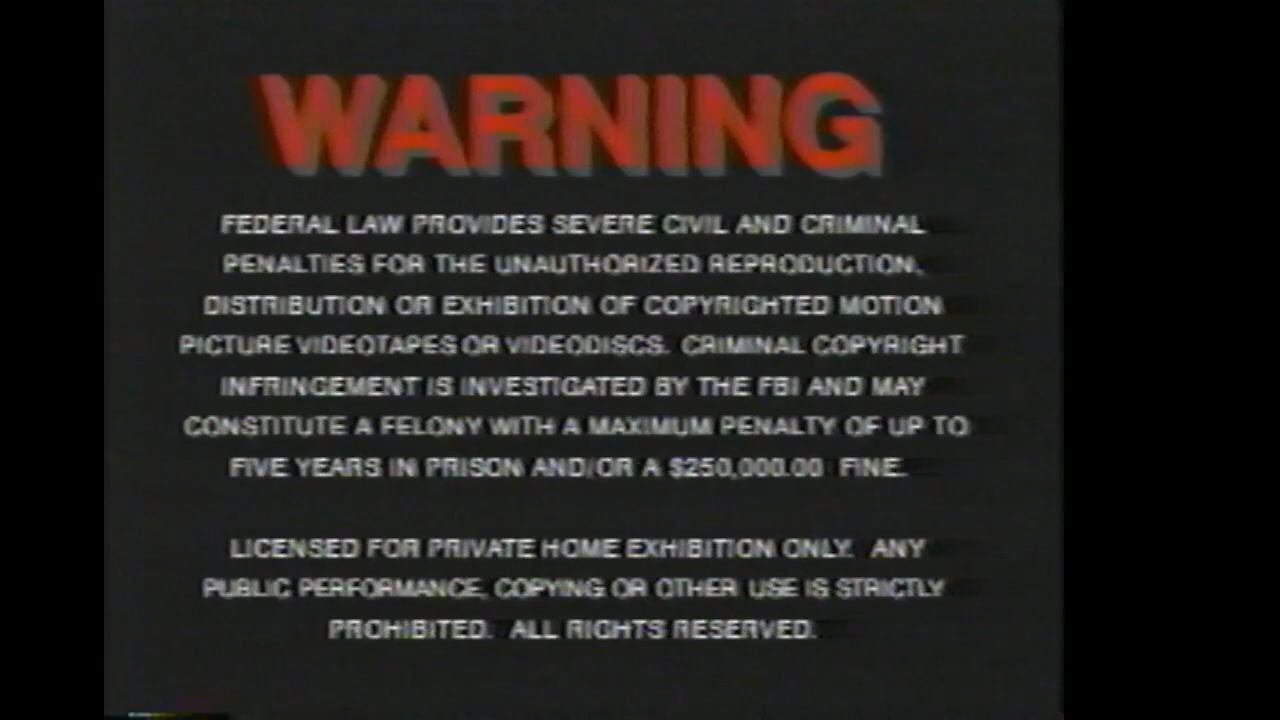 WARNING
FEDERAL LAW PROVIDES SEVERE CIVIL AND CRIMINAL
PENALTIES FOR THE UNAUTHORIZED REPRODUCTION,
DISTRIBUTION OR EXHIBITION OF COPYRIGHTED MOTION
PICTURE VIDEOTAPES OR VIDEODISCS. CRIMINAL COPYRIGHT
INFRINGEMENT IS INVESTIGATED BY THE FBI AND MAY
CONSTITUTE A FELONY WITH A MAXIMUM PENALTY OF UP TO
FIVE YEARS IN PRISON AND/OR A $250,000.00 FINE.
LICENSED FOR PRIVATE HOME EXHIBITION ONLY. ANY
PUBLIC PERFORMANCE, COPYING OR OTHER USE IS STRICTLY
PROHIBITED. ALL RIGHTS RESERVED.